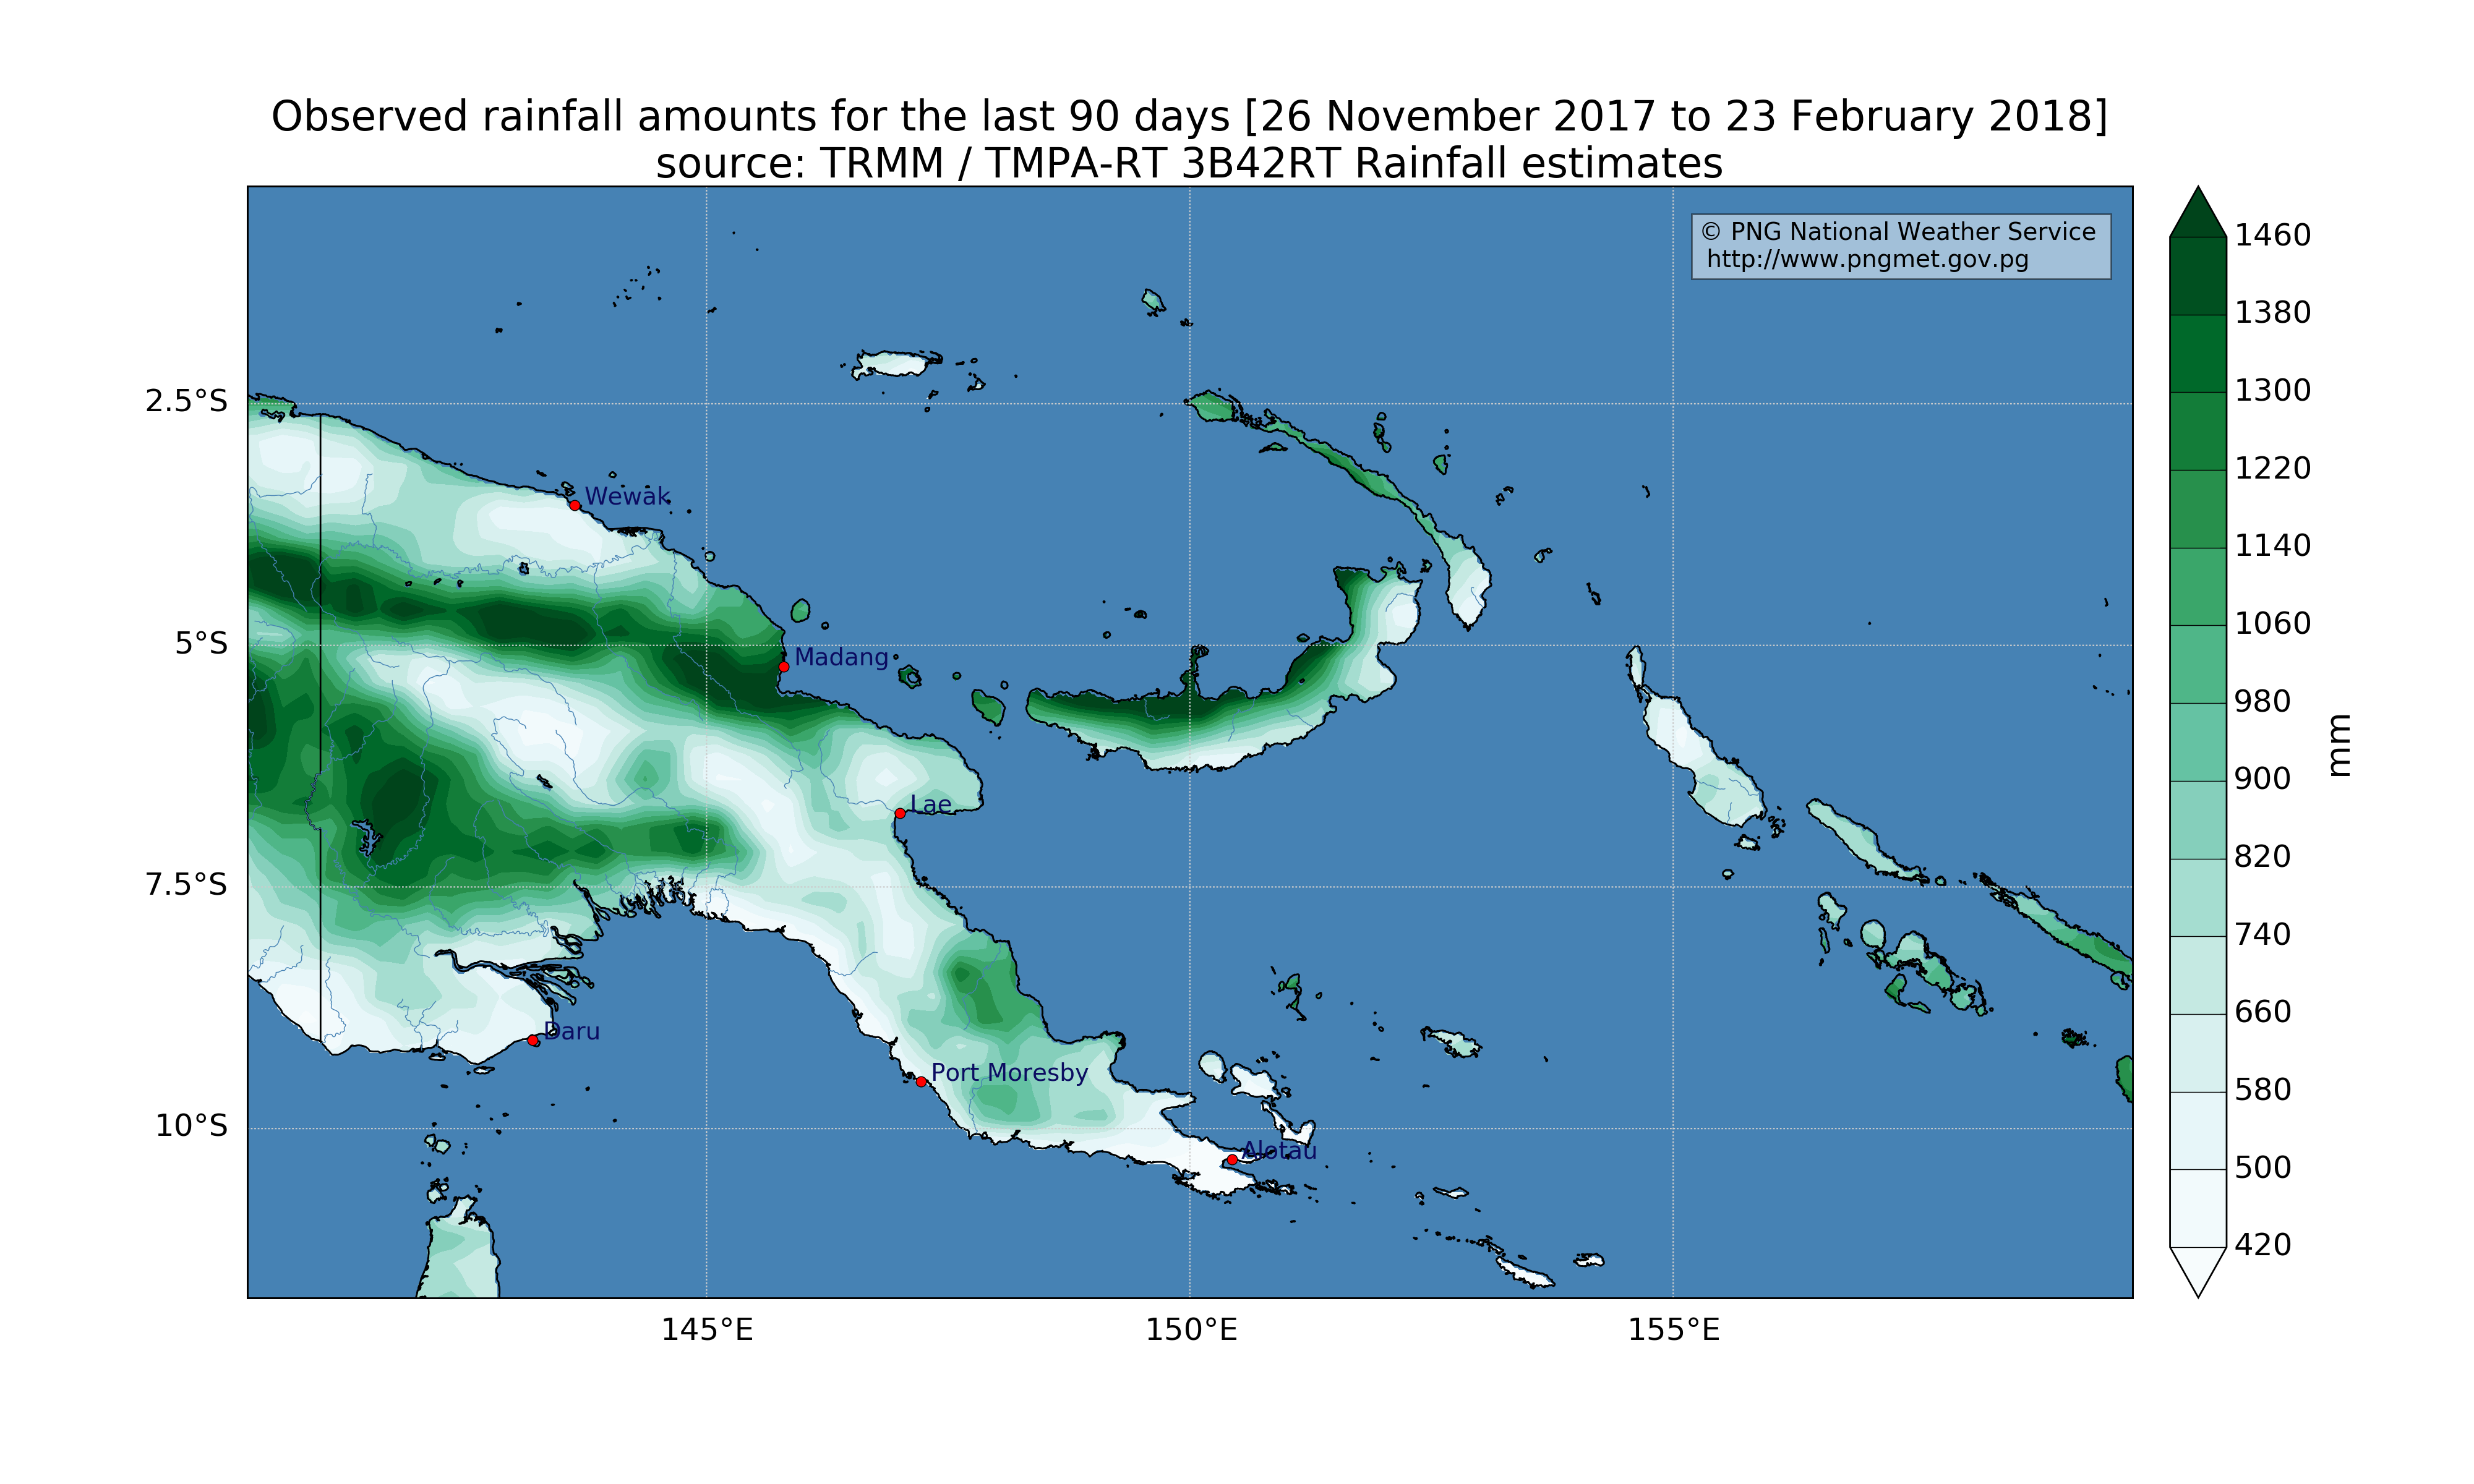 Observed rainfall amounts for the last 90 days [26 November 2017 to 23 February 2018]
source: TRMM / TMPA-RT 3B42RT Rainfall estimates
© PNG National Weather Service
http://www.pngmet.gov.pg
2.5°S
5°S
7.5°S
10°S
145°E
150°E
155°E
Wewak
Madang
Lae
Daru
Port Moresby
Alotau
1460
1380
1300
1220
1140
1060
980
900
820
740
660
580
500
420
mm